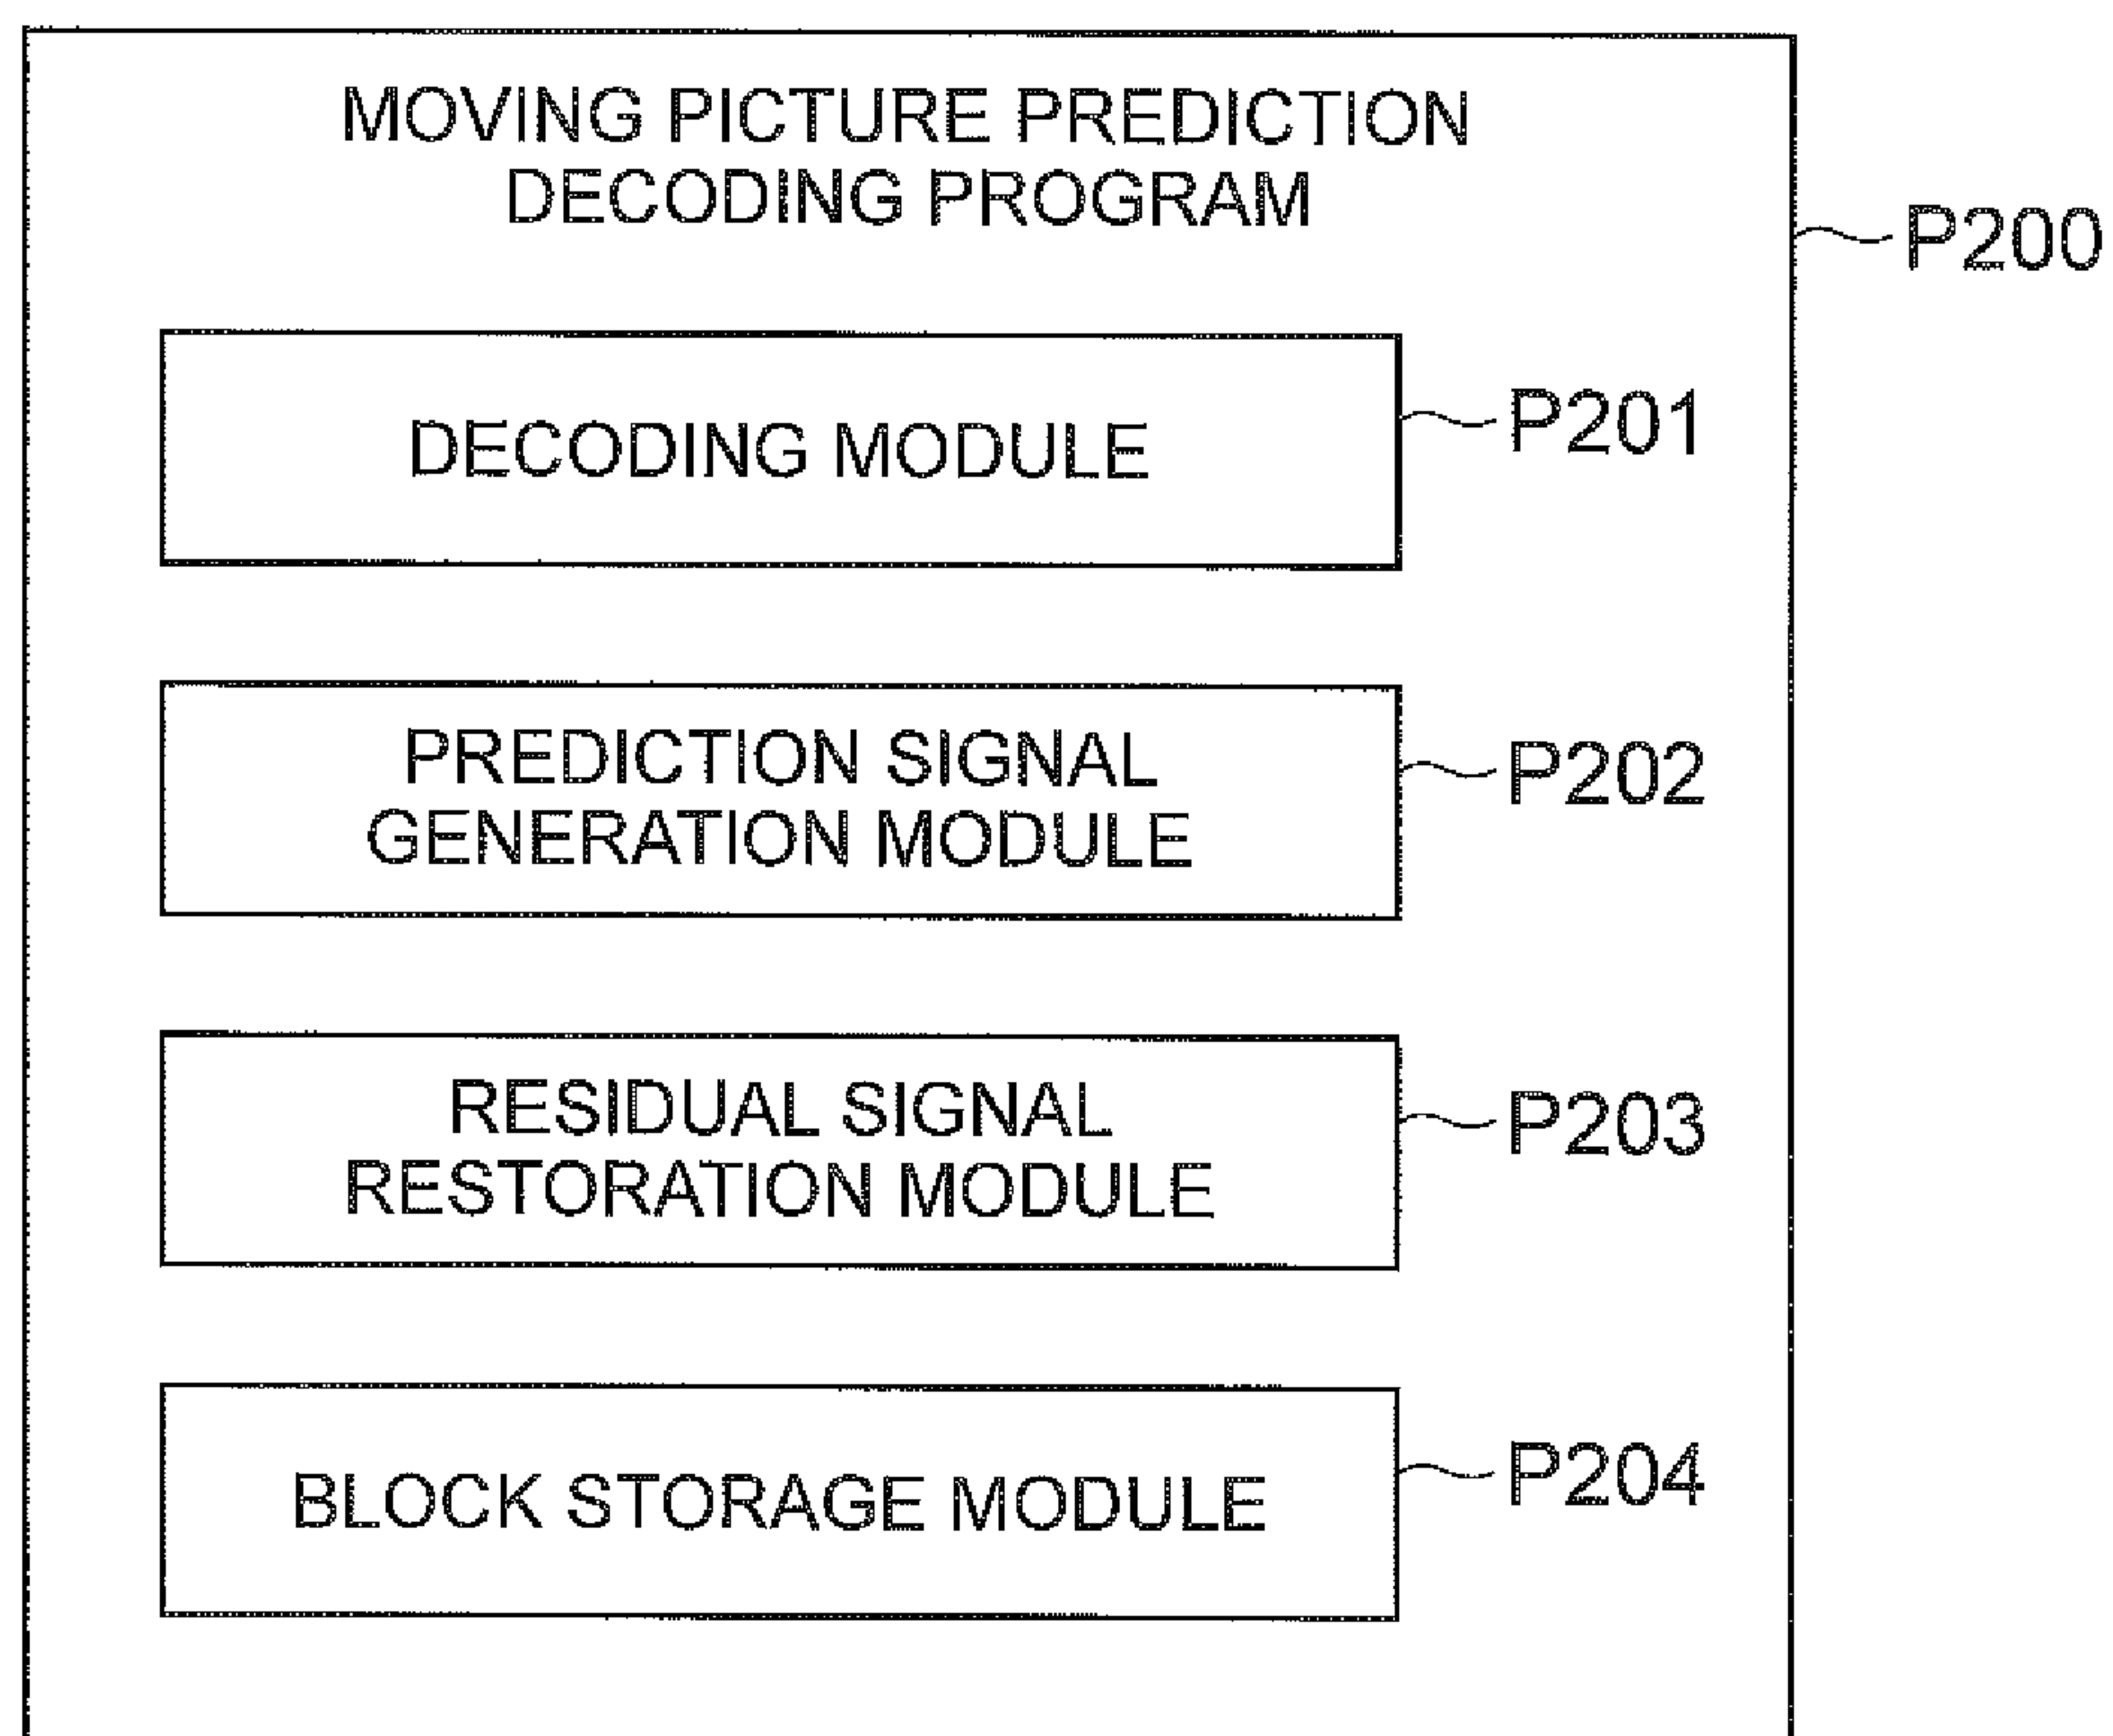 MOVING PICTURE PREDICTION
DECODING PROGRAM
P200
DECODING MODULE
P201
PREDICTION SIGNAL
GENERATION MODULE
P202
RESIDUAL SIGNAL
RESTORATION MODULE
P203
BLOCK STORAGE MODULE
P204